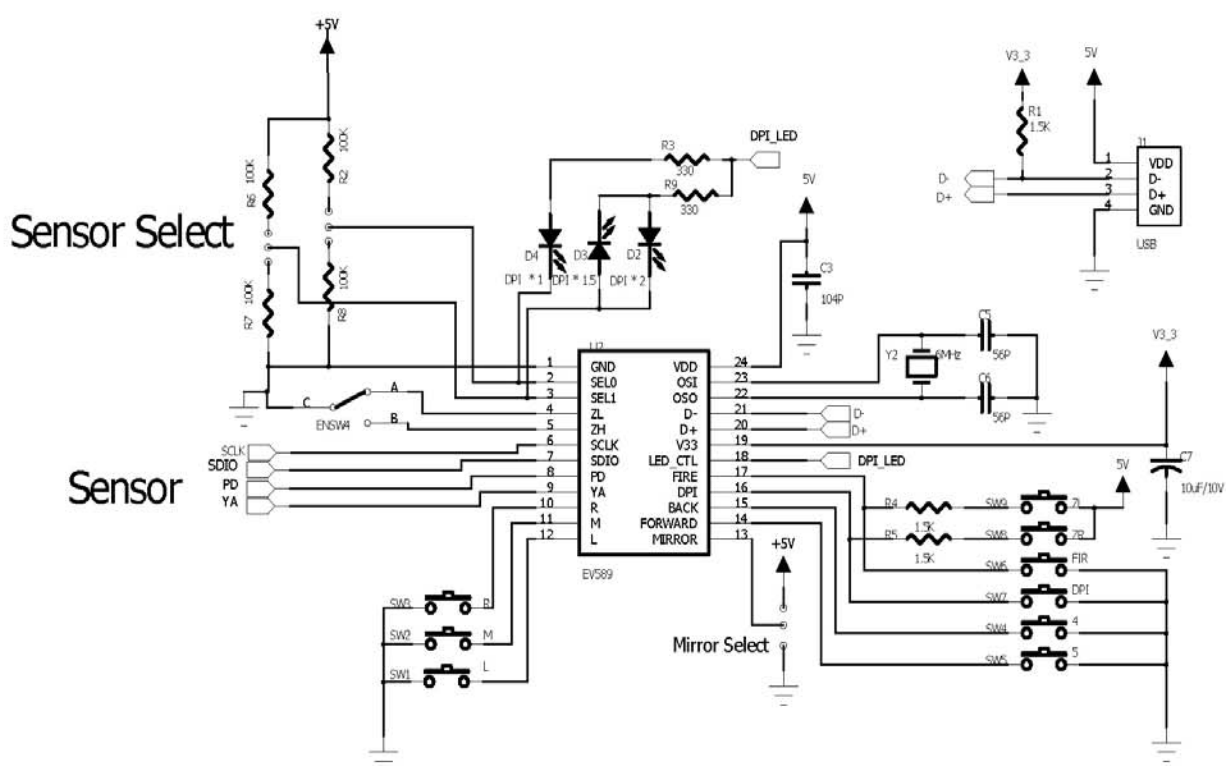 +5V
V3_3
5V
R1
1.5K
J1
1 VDD
2 D-
3 D+
4 GND
USB
D-
D+
100K
R6
100K
R2
R3
330
DPI_LED
R9
330
Sensor Select
100K
R7
100K
R8
D4
D3
D2
DPI * 1
DPI * 1.5
DPI * 2
5V
C3
104P
Y2
6MHz
C5
56P
C6
56P
V3_3
U2
1 GND
2 SEL0
3 SEL1
4 ZL
5 ZH
6 SCLK
7 SDIO
8 PD
9 YA
10 R
11 M
12 L
VDD 24
OSI 23
OSO 22
D- 21
D+ 20
V33 19
LED_CTL 18
FIRE 17
DPI 16
BACK 15
FORWARD 14
MIRROR 13
EV589
C
A
B
ENSW4
Sensor
SCLK
SDIO
PD
YA
D-
D+
DPI_LED
C7
10uF/10V
5V
R4
1.5K
SW9
7L
R5
1.5K
SW8
7R
SW6
FIR
SW7
DPI
SW4
4
SW5
5
+5V
Mirror Select
SW3
R
SW2
M
SW1
L